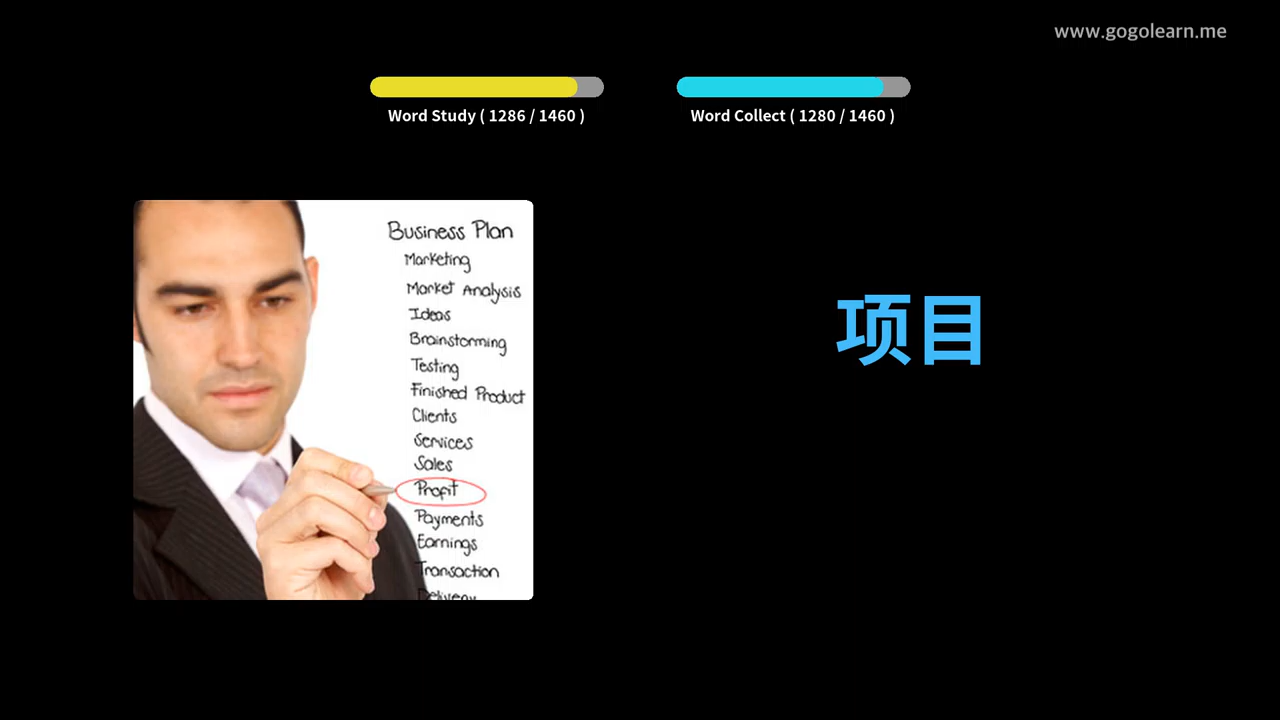 www.gogolearn.me
Word Study ( 1286 / 1460 )
Word Collect ( 1280 / 1460 )
Business Plan
Marketing
Market Analysis
Ideas
Brainstorming
Testing
Finished Product
Clients
Services
Sales
Profit
Payments
Earnings
Transaction
Delivery
项目